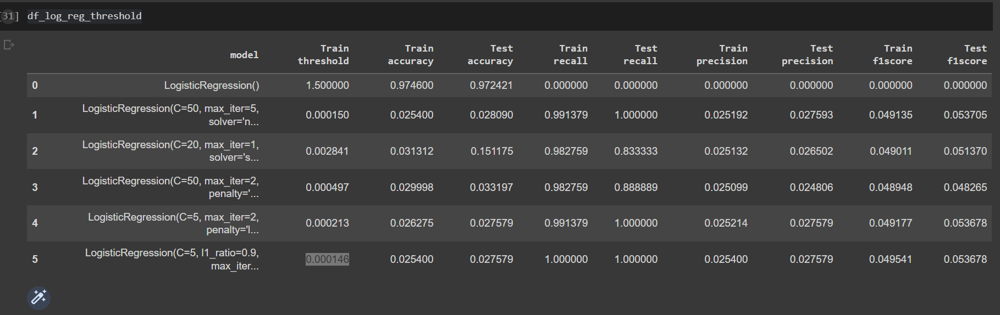 [31] df_log_reg_threshold
model Train threshold Train accuracy Test accuracy Train recall Test recall Train precision Test precision Train f1score Test f1score
0 LogisticRegression() 1.500000 0.974600 0.972421 0.000000 0.000000 0.000000 0.000000 0.000000 0.000000
1 LogisticRegression(C=50, max_iter=5, solver='n... 0.000150 0.025400 0.028090 0.991379 1.000000 0.025192 0.027593 0.049135 0.053705
2 LogisticRegression(C=20, max_iter=1, solver='s... 0.002841 0.031312 0.151175 0.982759 0.833333 0.025132 0.026502 0.049011 0.051370
3 LogisticRegression(C=50, max_iter=2, penalty='... 0.000497 0.029998 0.033197 0.982759 0.888889 0.025099 0.024806 0.048948 0.048265
4 LogisticRegression(C=5, max_iter=2, penalty='l... 0.000213 0.026275 0.027579 0.991379 1.000000 0.025214 0.027579 0.049177 0.053678
5 LogisticRegression(C=5, l1_ratio=0.9, max_iter... 0.000146 0.025400 0.027579 1.000000 1.000000 0.025400 0.027579 0.049541 0.053678